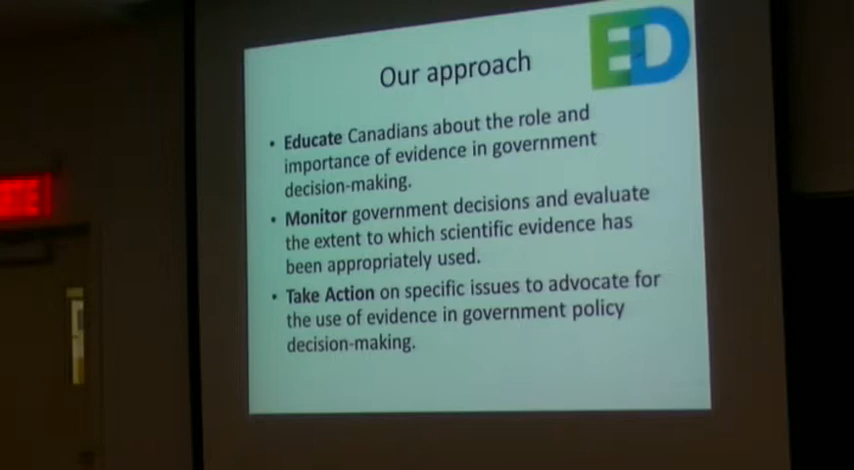 ED
Our approach
• Educate Canadians about the role and
importance of evidence in government
decision-making.
• Monitor government decisions and evaluate
the extent to which scientific evidence has
been appropriately used.
• Take Action on specific issues to advocate for
the use of evidence in government policy
decision-making.